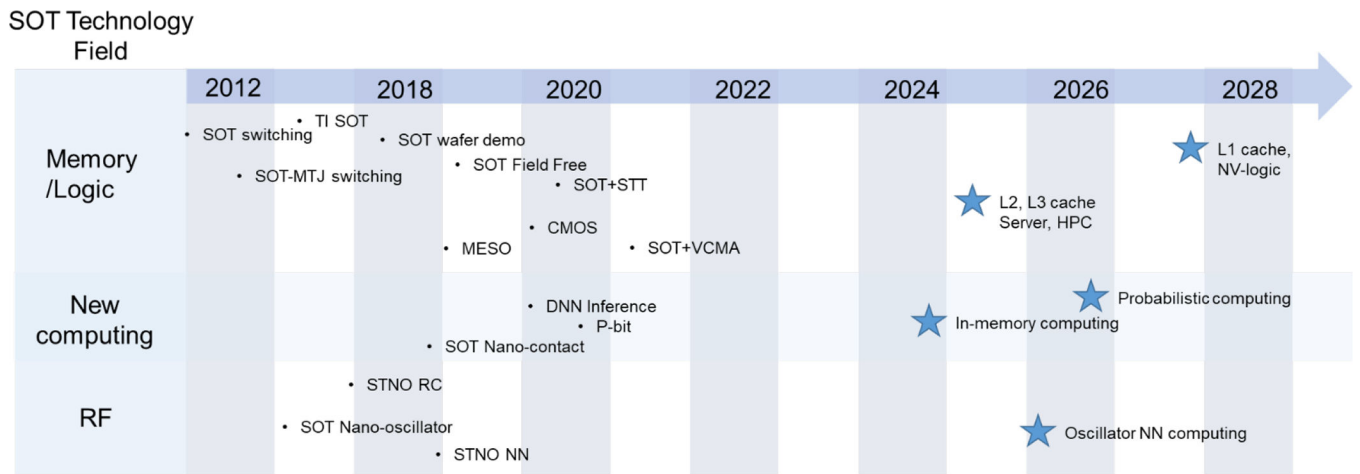 SOT Technology
Field
2012 2018 2020 2022 2024 2026 2028
Memory
/Logic
TI SOT
SOT switching
SOT wafer demo
SOT Field Free
SOT-MTJ switching
SOT+STT
CMOS
MESO
SOT+VCMA
L1 cache,
NV-logic
L2, L3 cache
Server, HPC
New
computing
DNN Inference
P-bit
SOT Nano-contact
Probabilistic computing
In-memory computing
RF
STNO RC
SOT Nano-oscillator
STNO NN
Oscillator NN computing